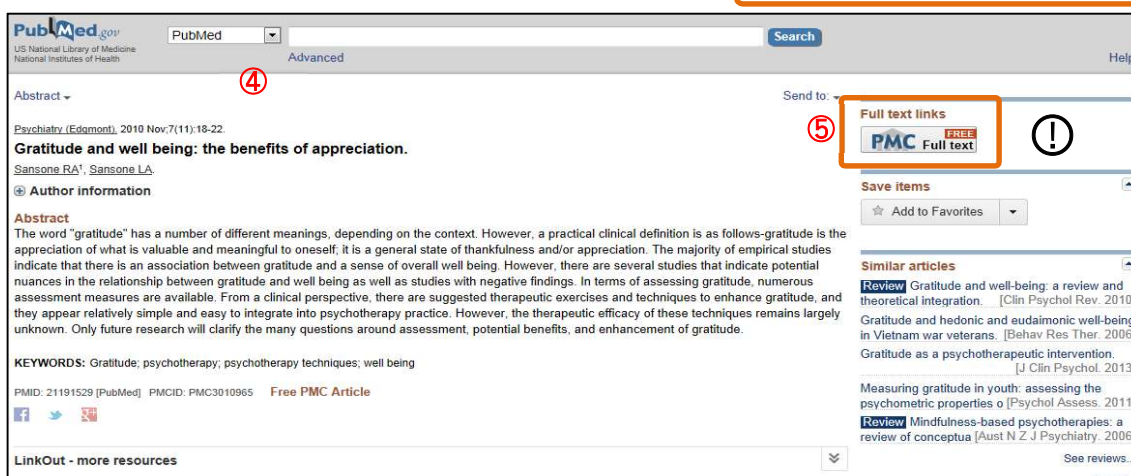 PubMed.gov
US National Library of Medicine
National Institutes of Health
PubMed
Search
Advanced
Help
④
Abstract
Send to:
Psychiatry (Edgmont). 2010 Nov;7(11):18-22.
Gratitude and well being: the benefits of appreciation.
Sansone RA1, Sansone LA.
Author information
Abstract
The word "gratitude" has a number of different meanings, depending on the context. However, a practical clinical definition is as follows-gratitude is the
appreciation of what is valuable and meaningful to oneself; it is a general state of thankfulness and/or appreciation. The majority of empirical studies
indicate that there is an association between gratitude and a sense of overall well being. However, there are several studies that indicate potential
nuances in the relationship between gratitude and well being as well as studies with negative findings. In terms of assessing gratitude, numerous
assessment measures are available. From a clinical perspective, there are suggested therapeutic exercises and techniques to enhance gratitude, and
they appear relatively simple and easy to integrate into psychotherapy practice. However, the therapeutic efficacy of these techniques remains largely
unknown. Only future research will clarify the many questions around assessment, potential benefits, and enhancement of gratitude.
KEYWORDS: Gratitude; psychotherapy; psychotherapy techniques; well being
PMID: 21191529 [PubMed] PMCID: PMC3010965 Free PMC Article
LinkOut - more resources
⑤
Full text links
PMC FREE Full text
!
Save items
Add to Favorites
Similar articles
Review Gratitude and well-being: a review and
theoretical integration. [Clin Psychol Rev. 2010
Gratitude and hedonic and eudaimonic well-being
in Vietnam war veterans. [Behav Res Ther. 2006
Gratitude as a psychotherapeutic intervention.
[J Clin Psychol. 2013
Measuring gratitude in youth: assessing the
psychometric properties o [Psychol Assess. 2011
Review Mindfulness-based psychotherapies: a
review of conceptua [Aust N Z J Psychiatry. 2006
See reviews...